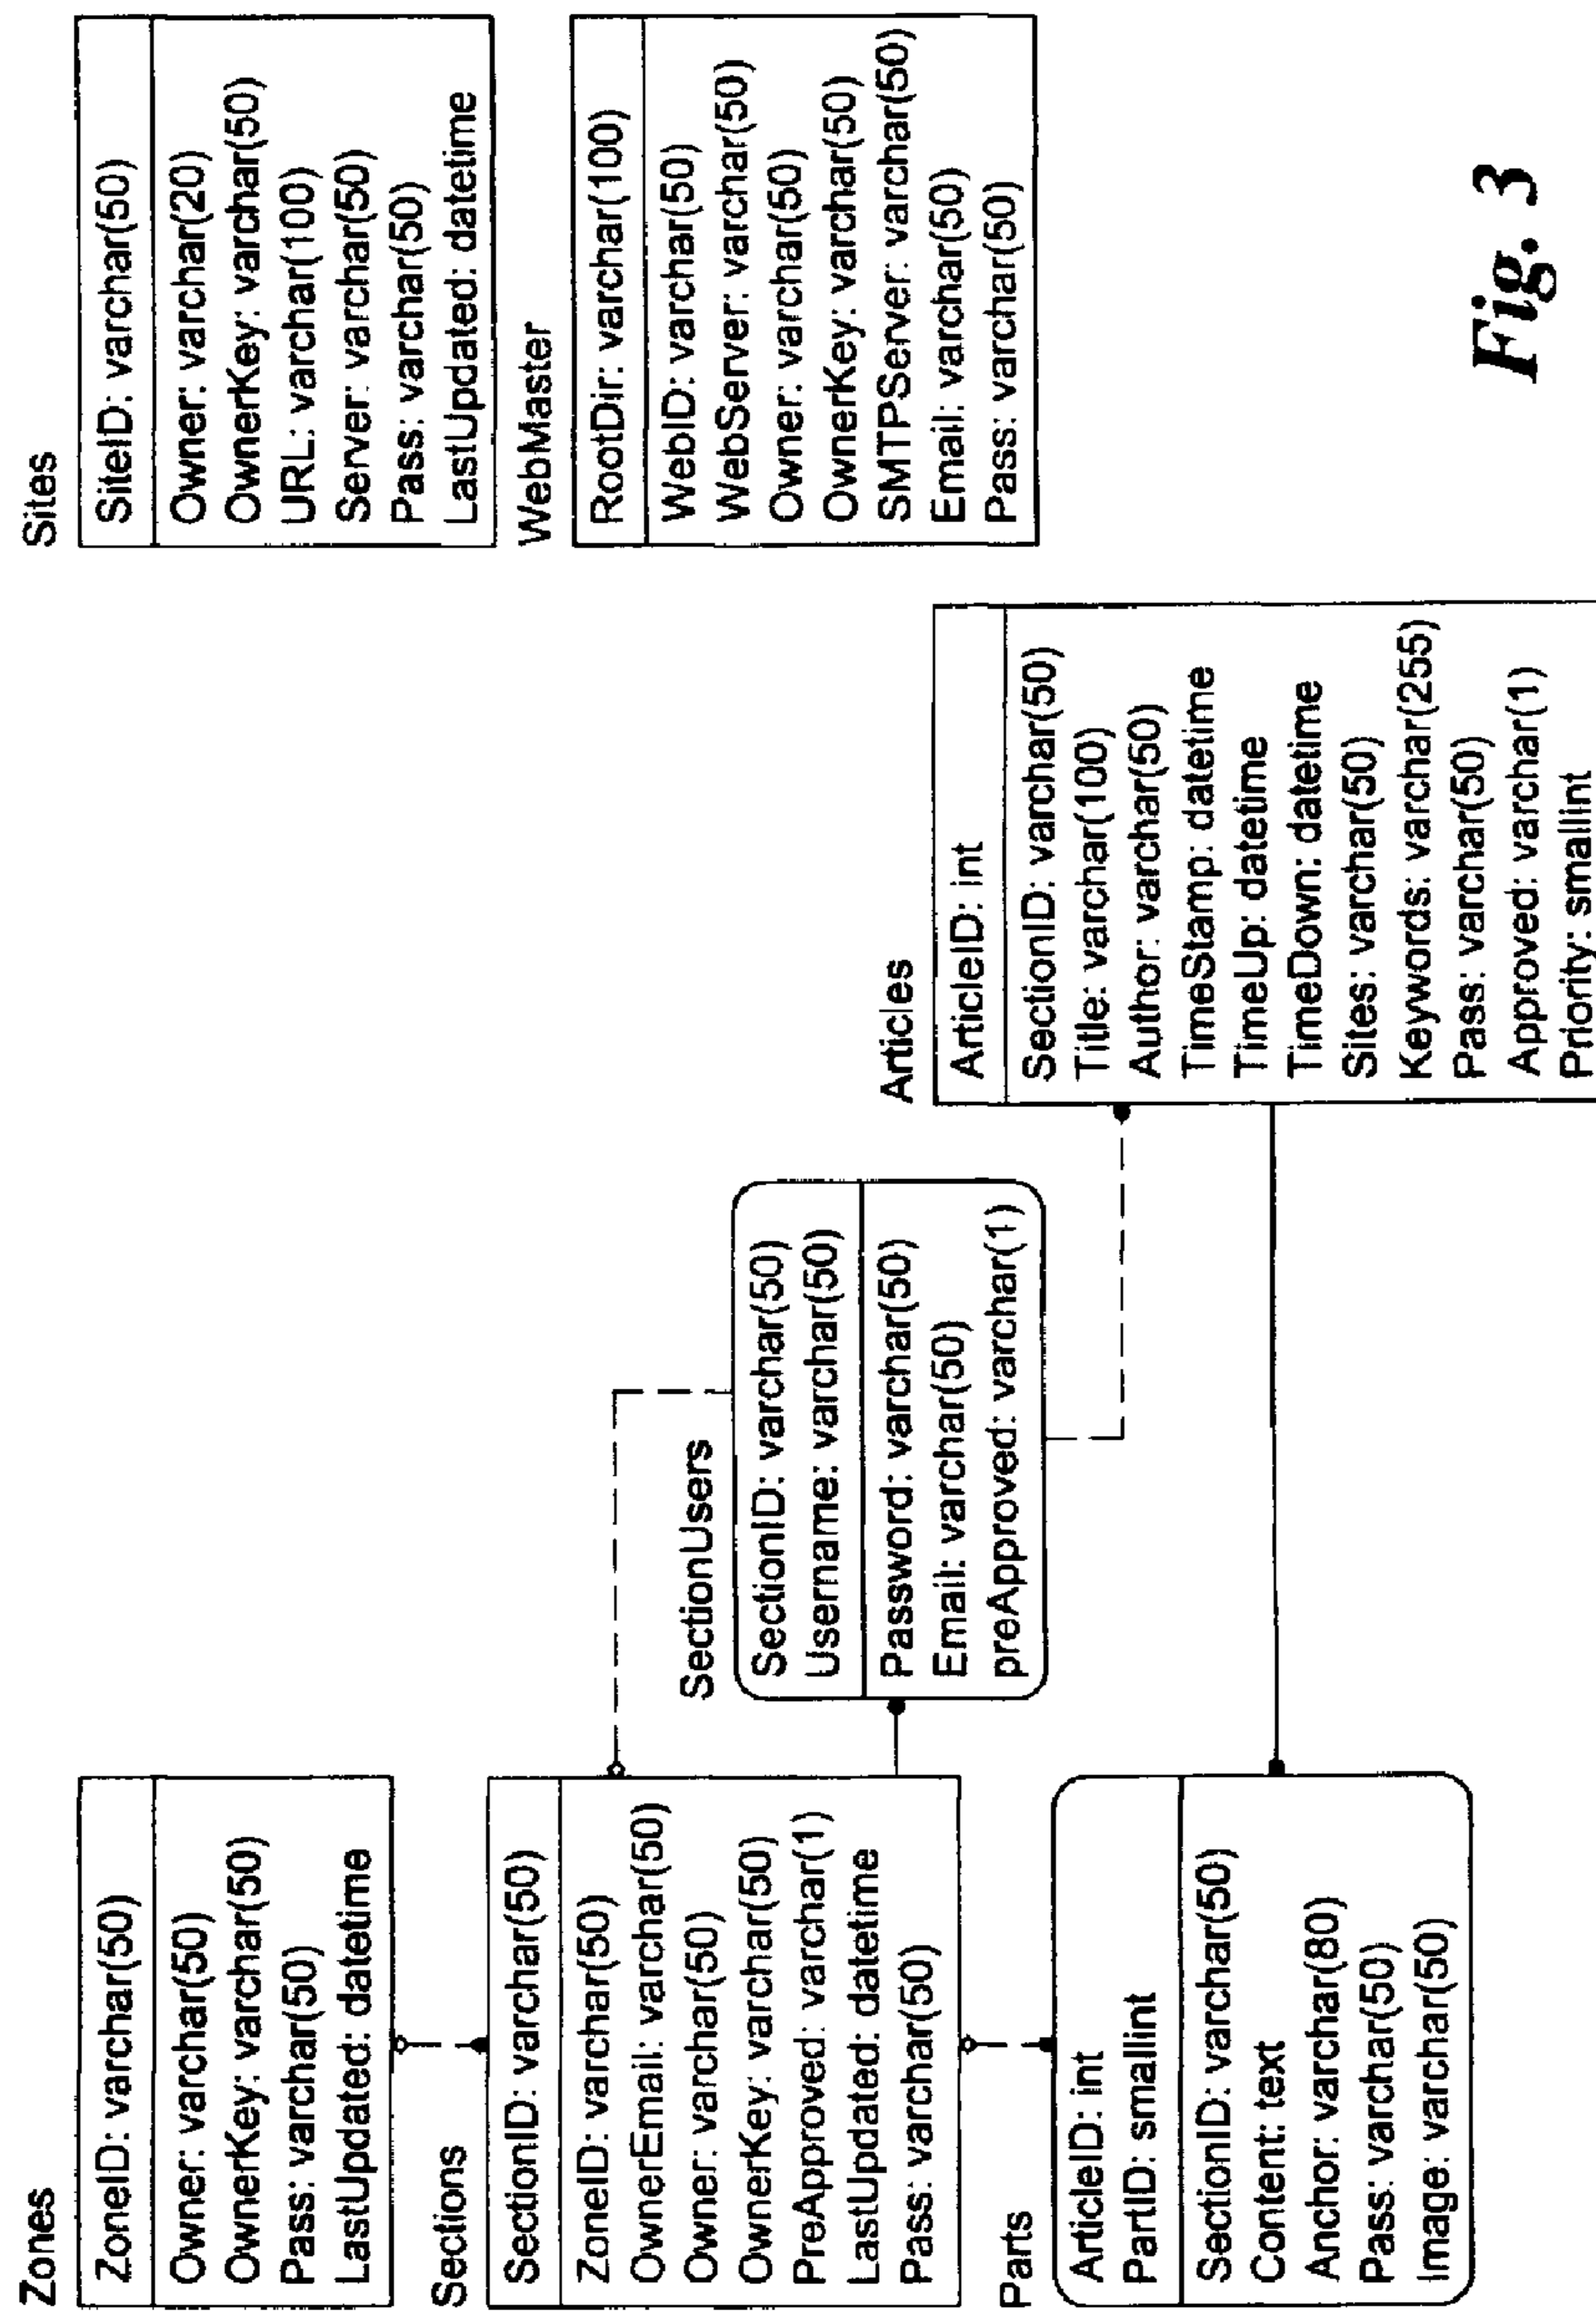 Zones
ZoneID: varchar(50)
Owner: varchar(50)
OwnerKey: varchar(50)
Pass: varchar(50)
LastUpdated: datetime
Sections
SectionID: varchar(50)
ZoneID: varchar(50)
OwnerEmail: varchar(50)
Owner: varchar(50)
OwnerKey: varchar(50)
PreApproved: varchar(1)
LastUpdated: datetime
Pass: varchar(50)
Parts
ArticleID: int
PartID: smallint
SectionID: varchar(50)
Content: text
Anchor: varchar(80)
Pass: varchar(50)
Image: varchar(50)
SectionUsers
SectionID: varchar(50)
Username: varchar(50)
Password: varchar(50)
Email: varchar(50)
preApproved: varchar(1)
Articles
ArticleID: int
SectionID: varchar(50)
Title: varchar(100)
Author: varchar(50)
TimeStamp: datetime
TimeUp: datetime
TimeDown: datetime
Sites: varchar(50)
Keywords: varchar(255)
Pass: varchar(50)
Approved: varchar(1)
Priority: smallint
Sites
SiteID: varchar(50)
Owner: varchar(20)
OwnerKey: varchar(50)
URL: varchar(100)
Server: varchar(50)
Pass: varchar(50)
LastUpdated: datetime
WebMaster
RootDir: varchar(100)
WebID: varchar(50)
WebServer: varchar(50)
Owner: varchar(50)
OwnerKey: varchar(50)
SMTPServer: varchar(50)
Email: varchar(50)
Pass: varchar(50)
Fig. 3